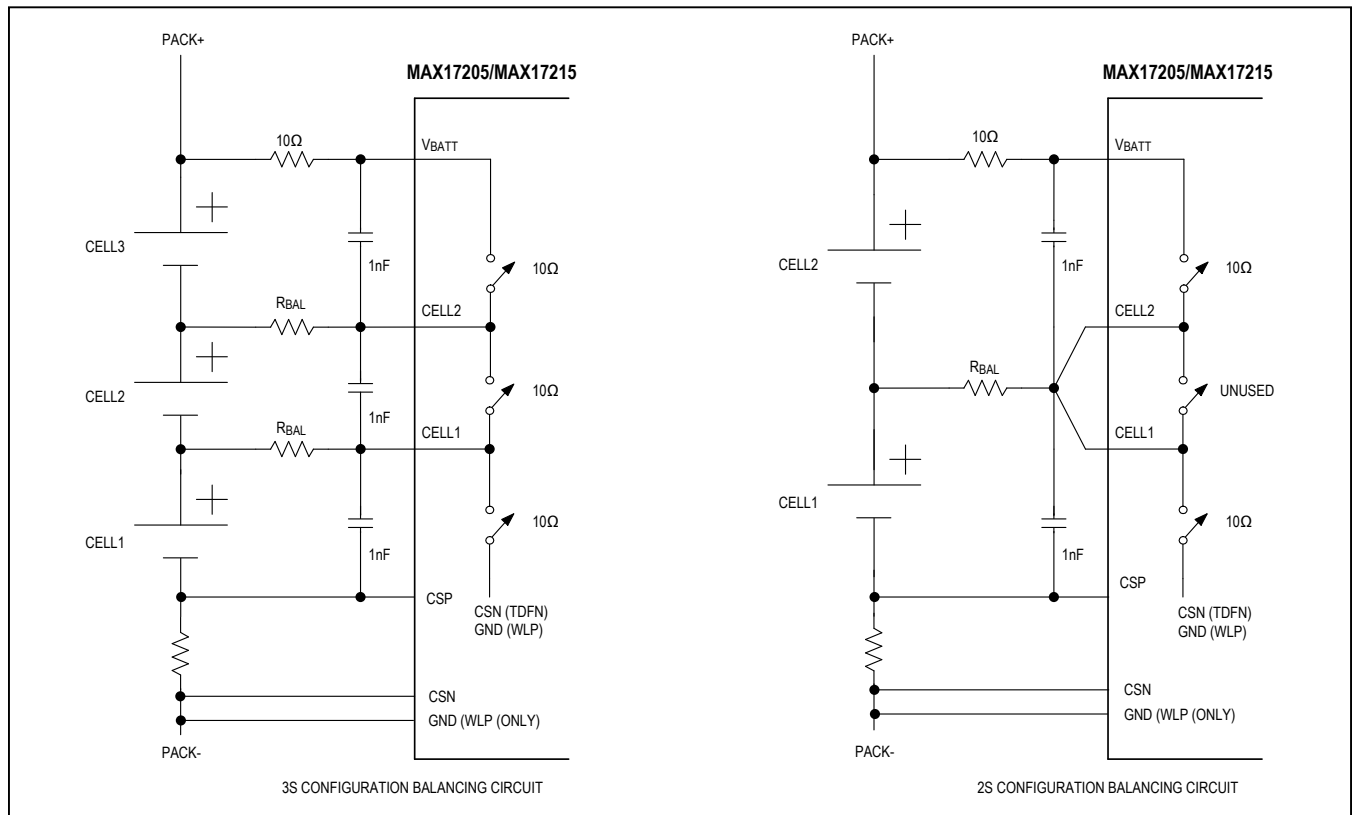 PACK+
MAX17205/MAX17215
10Ω
VBATT
+
CELL3
1nF
10Ω
RBAL
CELL2
+
CELL2
1nF
10Ω
RBAL
CELL1
+
CELL1
1nF
10Ω
CSP
CSN (TDFN)
GND (WLP)
CSN
GND (WLP (ONLY)
PACK-
3S CONFIGURATION BALANCING CIRCUIT
PACK+
MAX17205/MAX17215
10Ω
VBATT
+
CELL2
1nF
10Ω
CELL2
RBAL
UNUSED
CELL1
+
CELL1
1nF
10Ω
CSP
CSN (TDFN)
GND (WLP)
CSN
GND (WLP (ONLY)
PACK-
2S CONFIGURATION BALANCING CIRCUIT